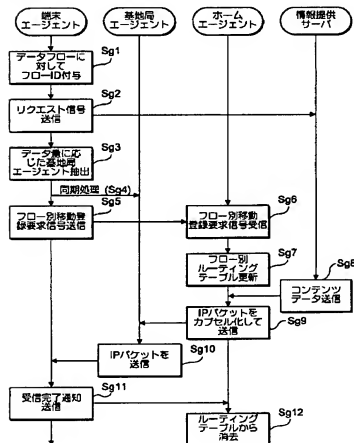 端末
エージェント
基地局
エージェント
ホーム
エージェント
情報提供
サーバ
Sg1
データフローに
対して
フローID付与
Sg2
リクエスト信号
送信
Sg3
データ量に応
じた基地局
エージェント抽出
同期処理 (Sg4)
Sg5
フロー別移動登
録要求信号送信
Sg6
フロー別移動
登録要求信号受信
Sg7
フロー別
ルーティング
テーブル更新
Sg8
コンテンツ
データ送信
IPパケットを
カプセル化して
送信
Sg9
Sg10
IPパケットを
送信
Sg11
受信完了通知
送信
Sg12
ルーティング
テーブルから
消去